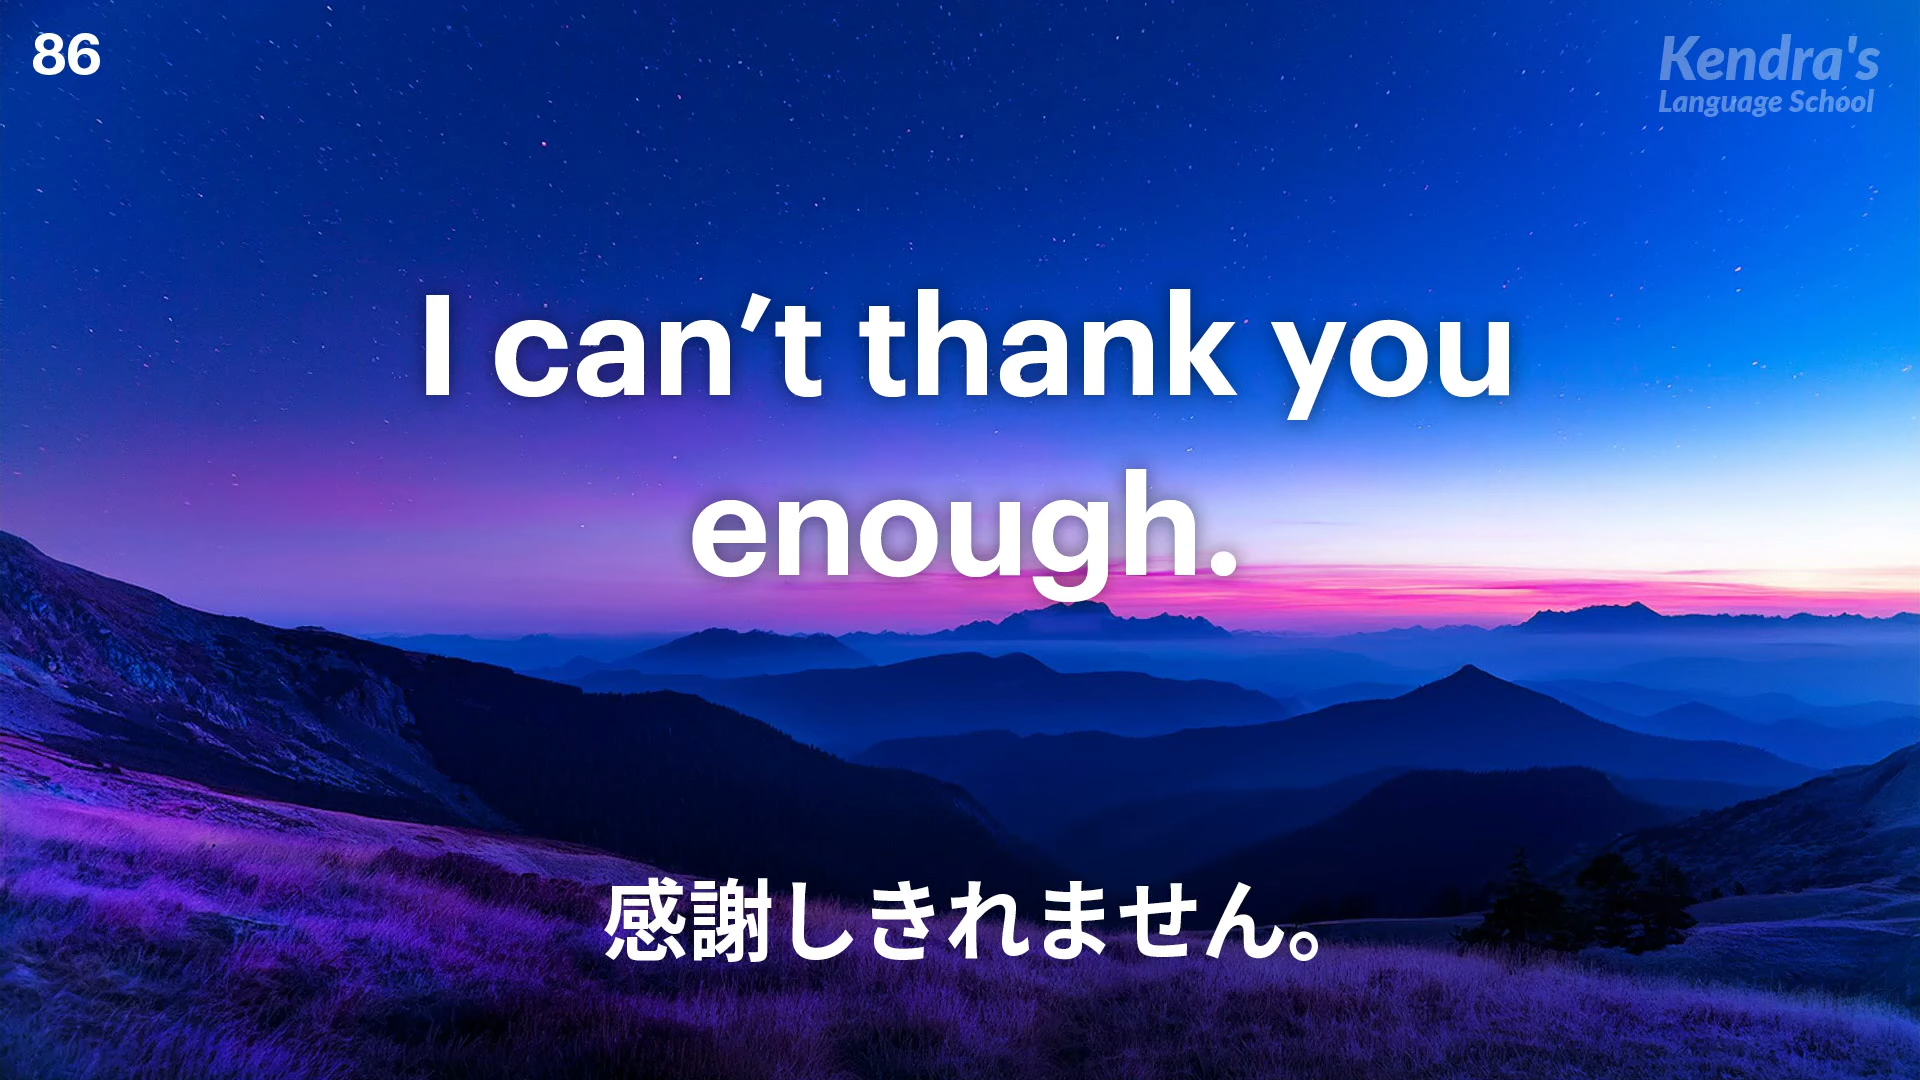 86
Kendra's
Language School
I can’t thank you
enough.
感謝しきれません。